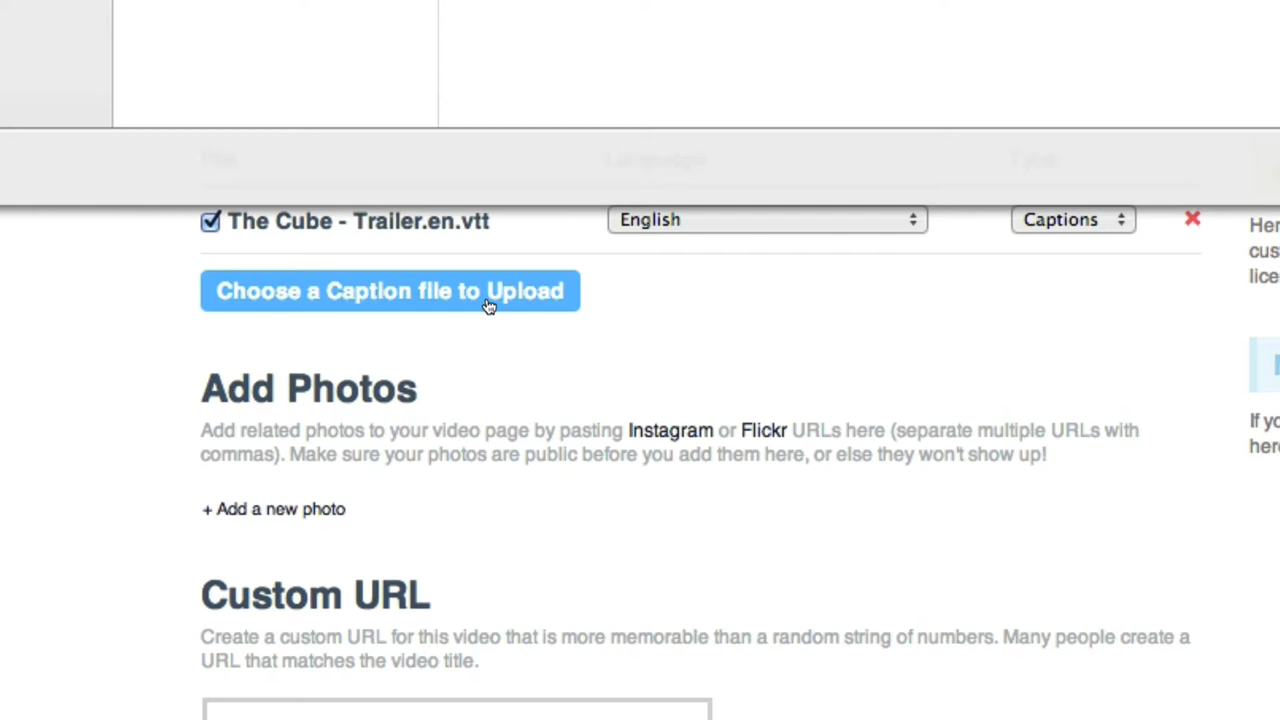 File Language Type
The Cube - Trailer.en.vtt English Captions
Choose a Caption file to Upload
Add Photos
Add related photos to your video page by pasting Instagram or Flickr URLs here (separate multiple URLs with
commas). Make sure your photos are public before you add them here, or else they won't show up!
+ Add a new photo
Custom URL
Create a custom URL for this video that is more memorable than a random string of numbers. Many people create a
URL that matches the video title.
If